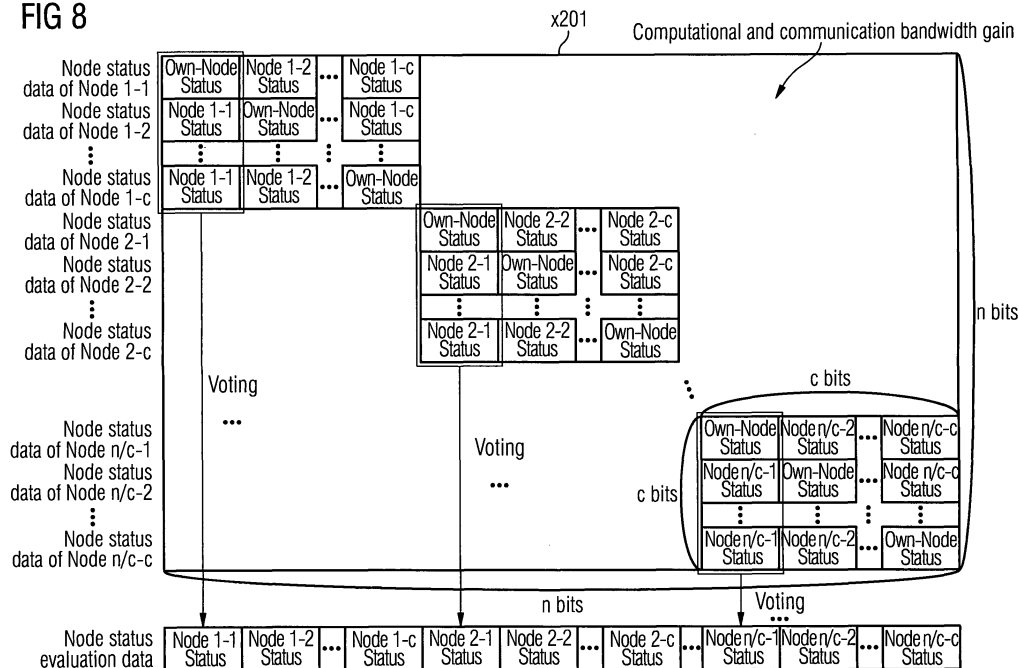 FIG 8
x201
Computational and communication bandwidth gain
Node status
data of Node 1-1
Own-Node Status
Node 1-2 Status
•••
Node 1-c Status
Node status
data of Node 1-2
Node 1-1 Status
Own-Node Status
•••
Node 1-c Status
Node status
data of Node 1-c
Node 1-1 Status
Node 1-2 Status
•••
Own-Node Status
Node status
data of Node 2-1
Own-Node Status
Node 2-2 Status
•••
Node 2-c Status
Node status
data of Node 2-2
Node 2-1 Status
Own-Node Status
•••
Node 2-c Status
Node status
data of Node 2-c
Node 2-1 Status
Node 2-2 Status
•••
Own-Node Status
n bits
Voting
•••
c bits
Node status
data of Node n/c-1
Own-Node Status
Node n/c-2 Status
•••
Node n/c-c Status
Voting
•••
c bits
Node status
data of Node n/c-2
Node n/c-1 Status
Own-Node Status
•••
Node n/c-c Status
Node status
data of Node n/c-c
Node n/c-1 Status
Node n/c-2 Status
•••
Own-Node Status
n bits
Voting
•••
Node status
evaluation data
Node 1-1 Status
Node 1-2 Status
•••
Node 1-c Status
Node 2-1 Status
Node 2-2 Status
•••
Node 2-c Status
•••
Node n/c-1 Status
Node n/c-2 Status
•••
Node n/c-c Status